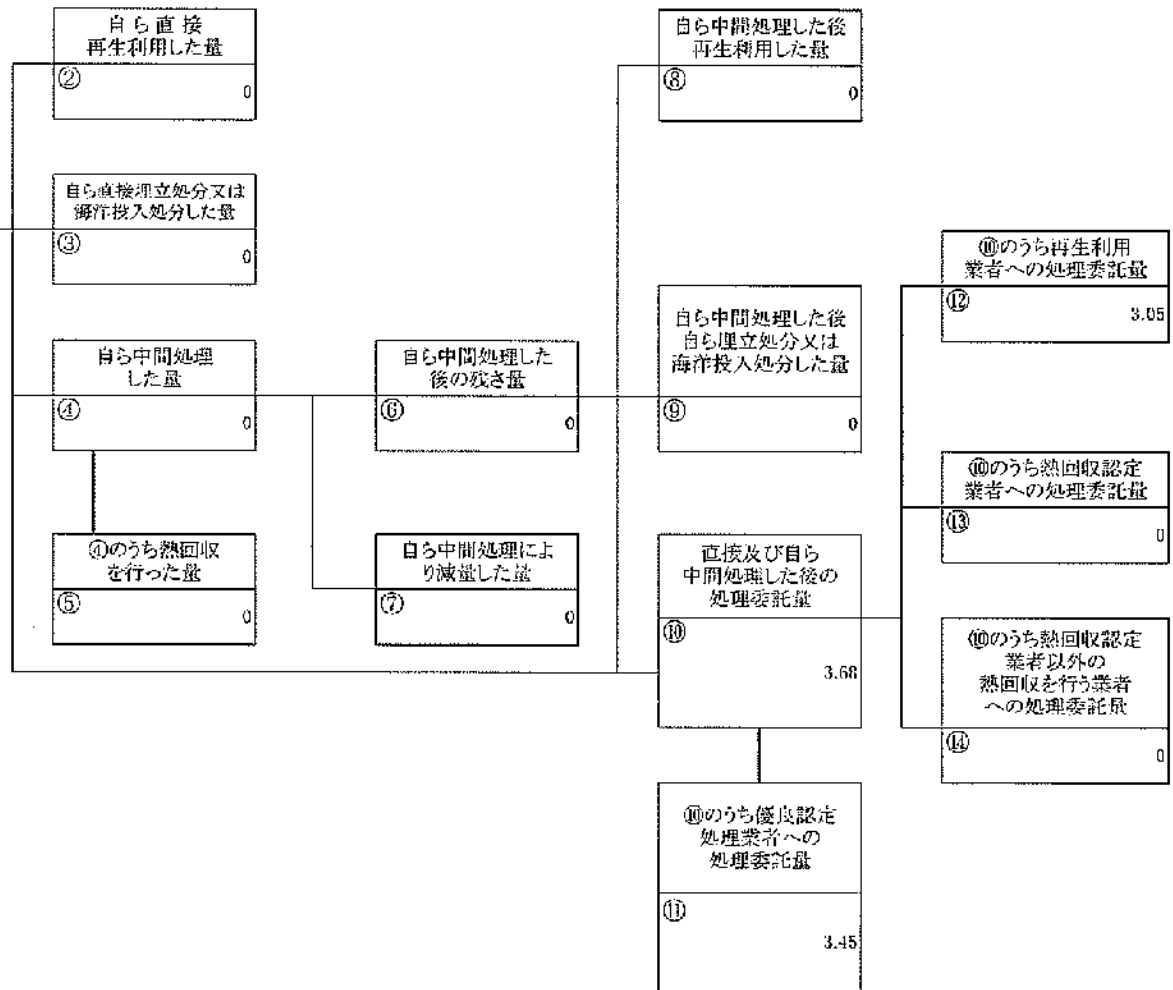 自ら直接
再生利用した量
②
0
自ら直接埋立処分又は
海洋投入処分した量
③
0
自ら中間処理
した量
④
0
④のうち熱回収
を行った量
⑤
0
自ら中間処理した
後の残さ量
⑥
0
自ら中間処理によ
り減量した量
⑦
0
自ら中間処理した後
再生利用した量
⑧
0
自ら中間処理した後
自ら埋立処分又は
海洋投入処分した量
⑨
0
直接及び自ら
中間処理した後の
処理委託量
⑩
3.68
⑩のうち優良認定
処理業者への
処理委託量
⑪
3.45
⑩のうち再生利用
業者への処理委託量
⑫
3.05
⑩のうち熱回収認定
業者への処理委託量
⑬
0
⑩のうち熱回収認定
業者以外の
熱回収を行う業者
への処理委託量
⑭
0